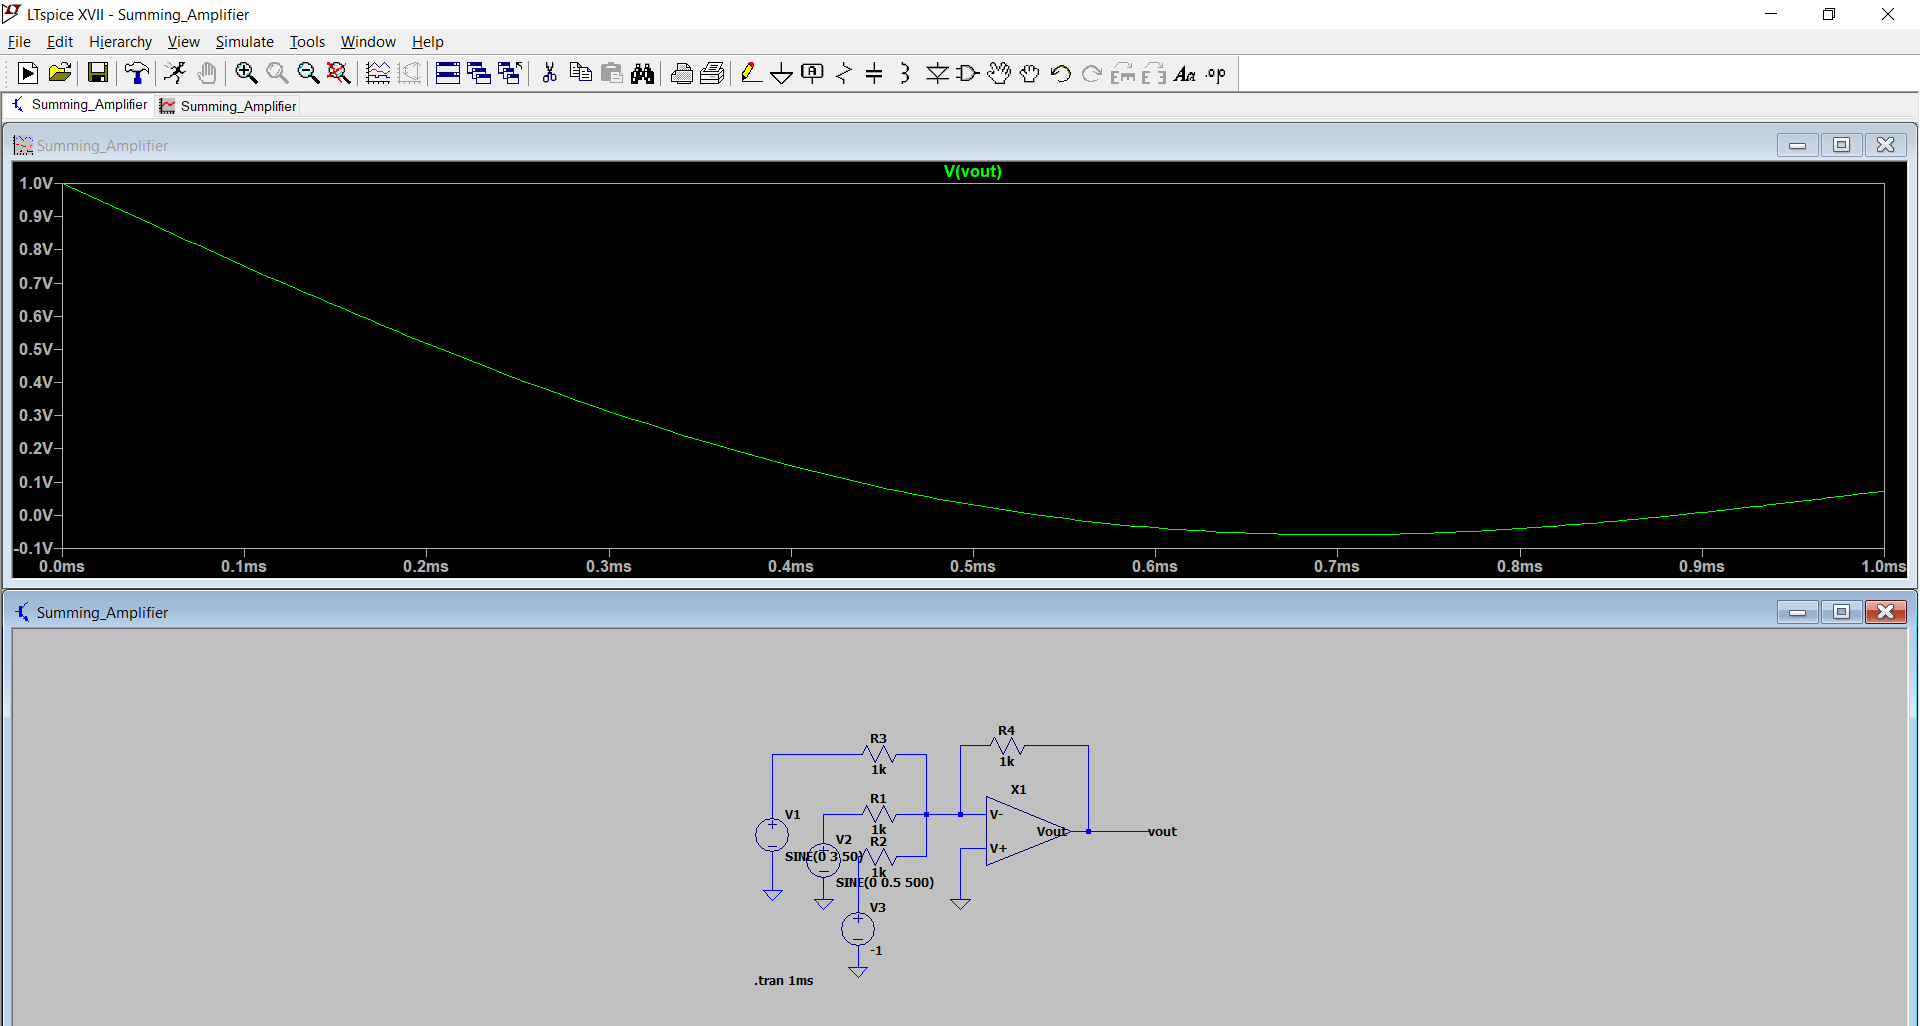 LTspice XVII - Summing_Amplifier
File Edit Hierarchy View Simulate Tools Window Help
A Aa .op
Summing_Amplifier Summing_Amplifier
Summing_Amplifier
V(vout)
1.0V
0.9V
0.8V
0.7V
0.6V
0.5V
0.4V
0.3V
0.2V
0.1V
0.0V
-0.1V
0.0ms 0.1ms 0.2ms 0.3ms 0.4ms 0.5ms 0.6ms 0.7ms 0.8ms 0.9ms 1.0ms
Summing_Amplifier
R3
1k
R4
1k
X1
R1
1k
V1
SINE(0 3 50)
V2
SINE(0 0.5 500)
R2
1k
V-
V+
Vout
vout
V3
-1
.tran 1ms